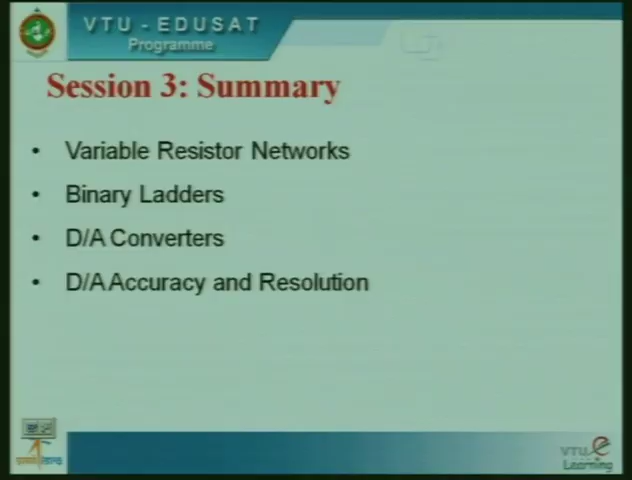 VTU - EDUSAT
Programme
Session 3: Summary
• Variable Resistor Networks
• Binary Ladders
• D/A Converters
• D/A Accuracy and Resolution
VTU e
Learning